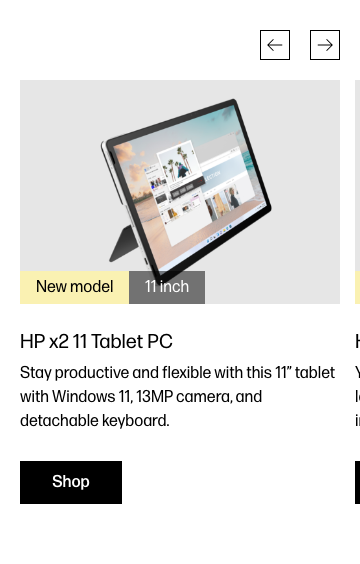 New model
11 inch
HP x2 11 Tablet PC
Stay productive and flexible with this 11” tablet
with Windows 11, 13MP camera, and
detachable keyboard.
Shop